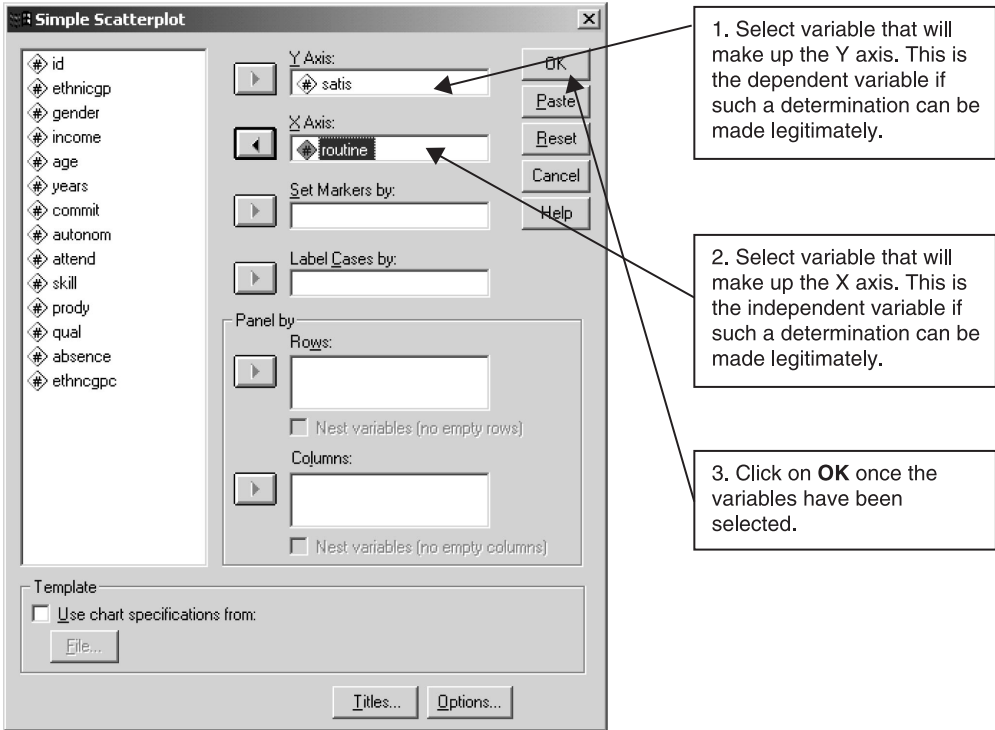 Simple Scatterplot
id
ethnicgp
gender
income
age
years
commit
autonom
attend
skill
prody
qual
absence
ethncgpc
Y Axis:
satis
X Axis:
routine
Set Markers by:
Label Cases by:
Panel by
Rows:
Nest variables (no empty rows)
Columns:
Nest variables (no empty columns)
OK
Paste
Reset
Cancel
Help
Template
Use chart specifications from:
File...
Titles...
Options...
1. Select variable that will
make up the Y axis. This is
the dependent variable if
such a determination can be
made legitimately.
2. Select variable that will
make up the X axis. This is
the independent variable if
such a determination can be
made legitimately.
3. Click on OK once the
variables have been
selected.